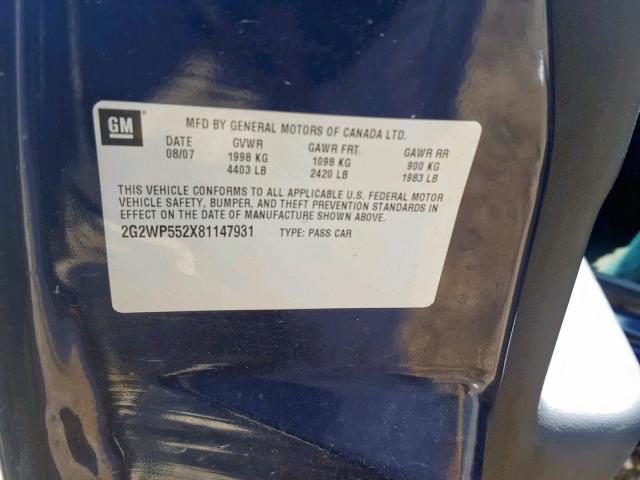 GM MFD BY GENERAL MOTORS OF CANADA LTD.
DATE GVWR GAWR FRT GAWR RR
08/07 1998 KG 1098 KG 900 KG
4403 LB 2420 LB 1983 LB
THIS VEHICLE CONFORMS TO ALL APPLICABLE U.S. FEDERAL MOTOR
VEHICLE SAFETY, BUMPER, AND THEFT PREVENTION STANDARDS IN
EFFECT ON THE DATE OF MANUFACTURE SHOWN ABOVE.
2G2WP552X81147931 TYPE: PASS CAR